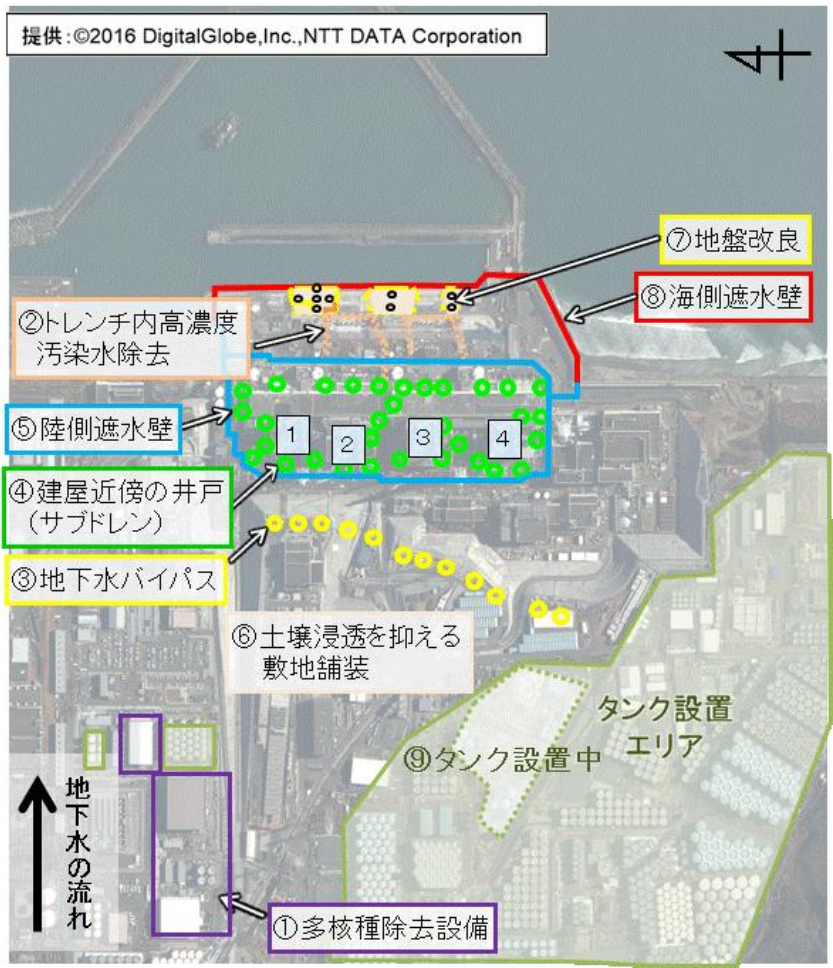 提供:©2016 DigitalGlobe,Inc.,NTT DATA Corporation
⑦地盤改良
⑧海側遮水壁
②トレンチ内高濃度
汚染水除去
⑤陸側遮水壁
1
2
3
4
④建屋近傍の井戸
(サブドレン)
③地下水バイパス
⑥土壌浸透を抑える
敷地舗装
タンク設置
エリア
⑨タンク設置中
地下水の流れ
①多核種除去設備